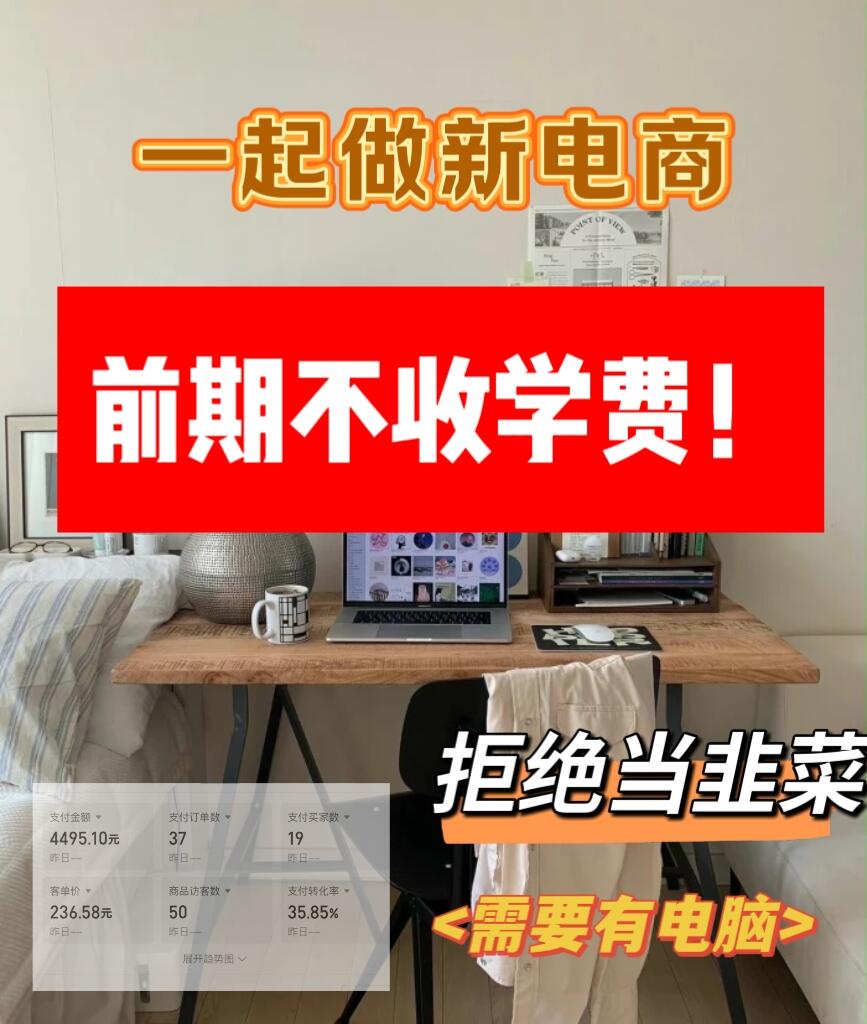 一起做新电商
POINT OF VIEW
前期不收学费！
拒绝当韭菜
支付金额 支付订单数 支付买家数
4495.10元 37 19
昨日-- 昨日-- 昨日--
客单价 商品访客数 支付转化率
236.58元 50 35.85%
昨日-- 昨日-- 昨日--
展开趋势图
<需要有电脑>